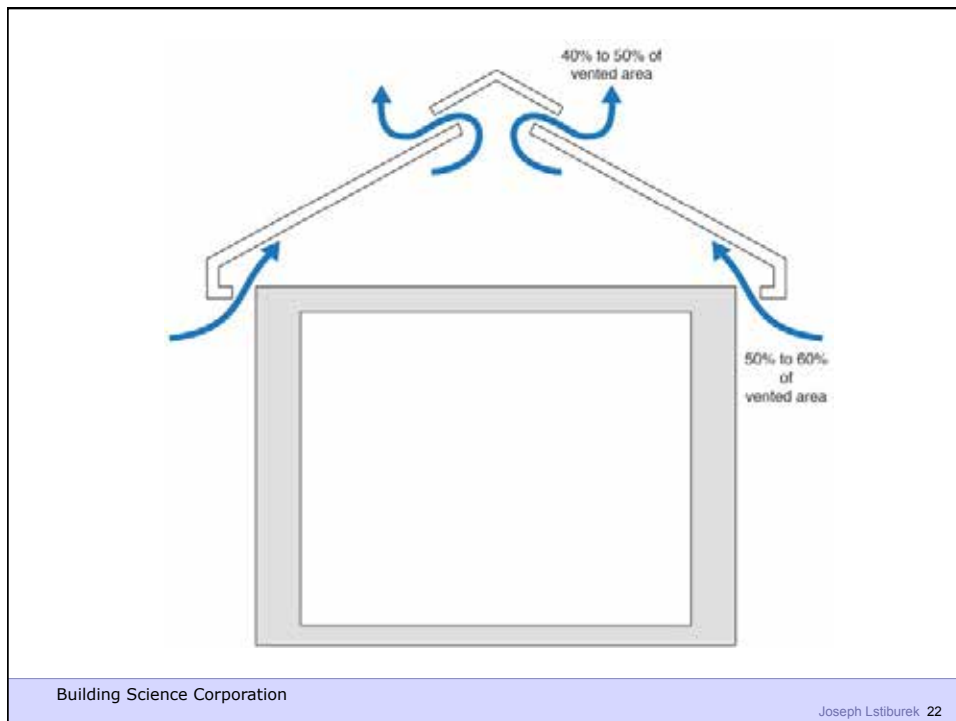 40% to 50% of
vented area
50% to 60%
of
vented area
Building Science Corporation
Joseph Lstiburek 22